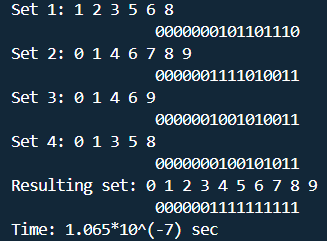 Set 1: 1 2 3 5 6 8
0000000101101110
Set 2: 0 1 4 6 7 8 9
0000001111010011
Set 3: 0 1 4 6 9
0000001001010011
Set 4: 0 1 3 5 8
0000000100101011
Resulting set: 0 1 2 3 4 5 6 7 8 9
0000001111111111
Time: 1.065*10^(-7) sec